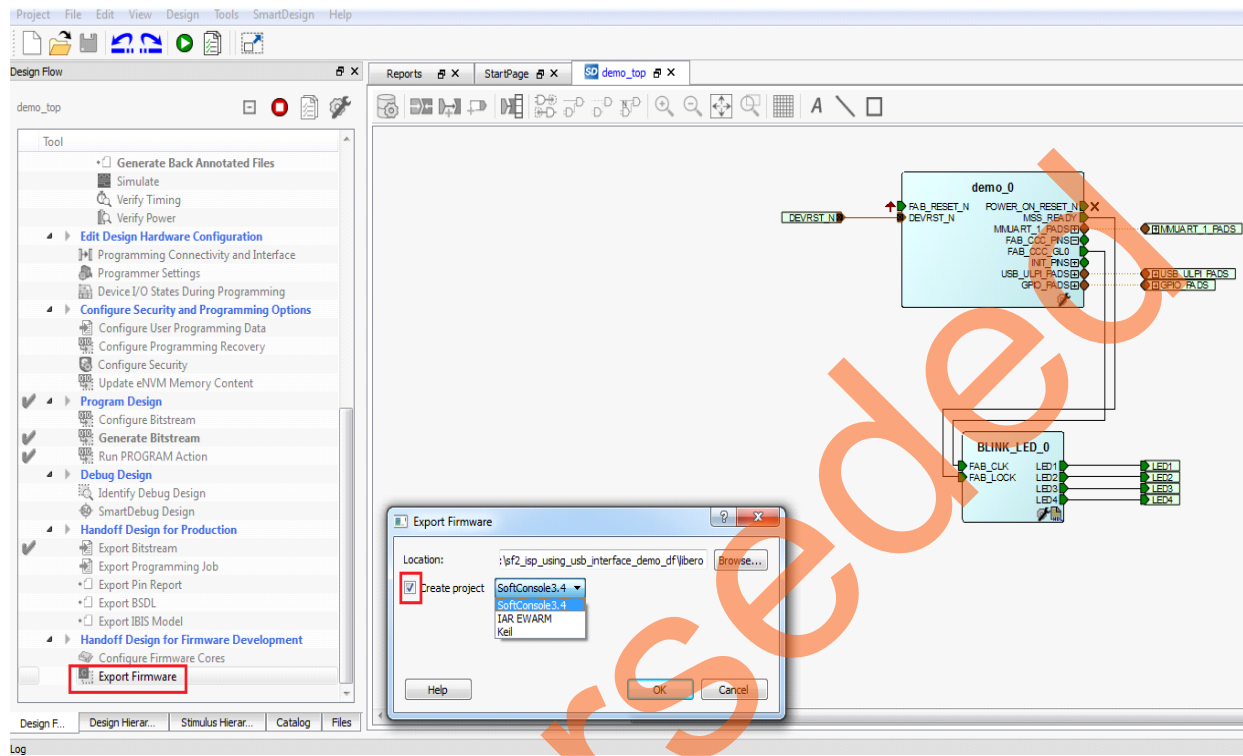 Project File Edit View Design Tools SmartDesign Help
Design Flow
Reports
StartPage
demo_top
demo_top
Tool
Generate Back Annotated Files
Simulate
Verify Timing
Verify Power
Edit Design Hardware Configuration
Programming Connectivity and Interface
Programmer Settings
Device I/O States During Programming
Configure Security and Programming Options
Configure User Programming Data
Configure Programming Recovery
Configure Security
Update eNVM Memory Content
Program Design
Configure Bitstream
Generate Bitstream
Run PROGRAM Action
Debug Design
Identify Debug Design
SmartDebug Design
Handoff Design for Production
Export Bitstream
Export Programming Job
Export Pin Report
Export BSDL
Export IBIS Model
Handoff Design for Firmware Development
Configure Firmware Cores
Export Firmware
Design F... Design Hierar... Stimulus Hierar... Catalog Files
Log
demo_0
FAB_RESET_N POWER_ON_RESET_N
DEVRST_N DEVRST_N MSS_READY
MMUART_1_PADS MMUART_1_PADS
FAB_CCC_PINS
FAB_CCC_GL0
INIT_PINS
USB_ULPI_PADS USB_ULPI_PADS
GPIO_PADS GPIO_PADS
BLINK_LED_0
FAB_CLK LED1 LED1
FAB_LOCK LED2 LED2
LED3 LED3
LED4 LED4
Export Firmware
Location: :\sf2_isp_using_usb_interface_demo_df\libero Browse...
Create project SoftConsole3.4
SoftConsole3.4
IAR EWARM
Keil
Help OK Cancel